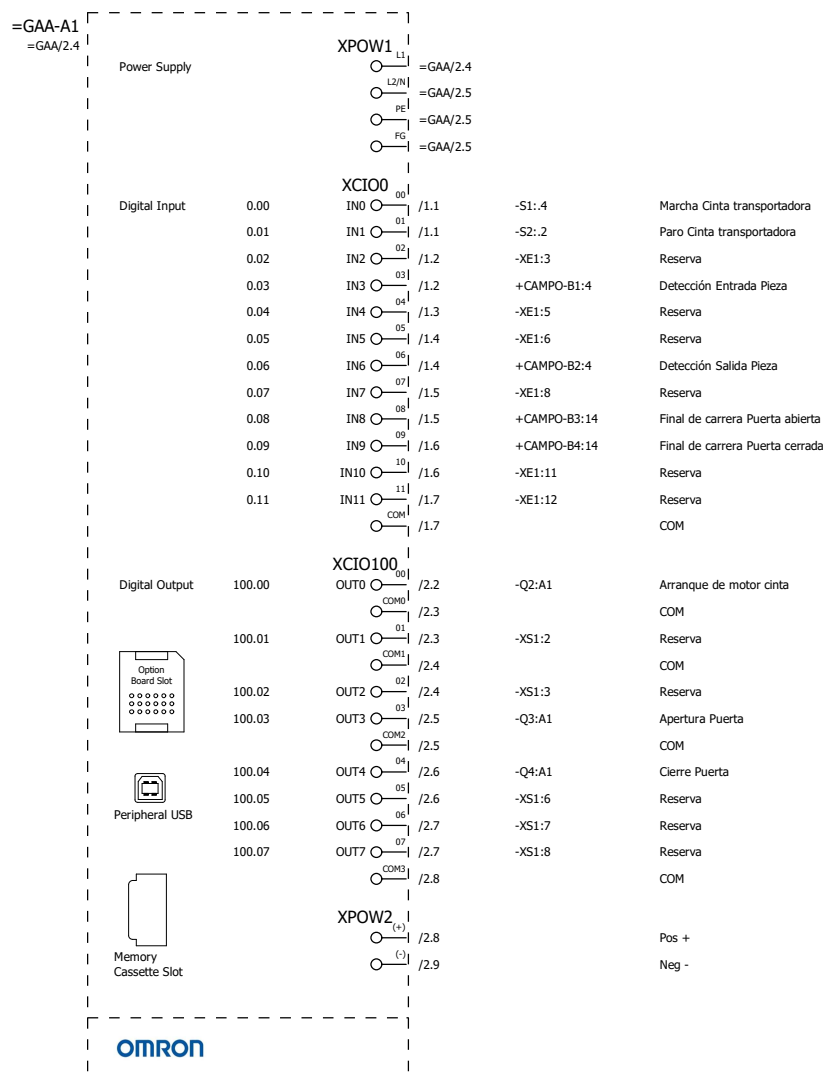 =GAA-A1
=GAA/2.4
XPOW1
Power Supply L1 =GAA/2.4
L2/N =GAA/2.5
PE =GAA/2.5
FG =GAA/2.5
XCIO0
Digital Input 0.00 IN0 00 /1.1 -S1:.4 Marcha Cinta transportadora
0.01 IN1 01 /1.1 -S2:.2 Paro Cinta transportadora
0.02 IN2 02 /1.2 -XE1:3 Reserva
0.03 IN3 03 /1.2 +CAMPO-B1:4 Detección Entrada Pieza
0.04 IN4 04 /1.3 -XE1:5 Reserva
0.05 IN5 05 /1.4 -XE1:6 Reserva
0.06 IN6 06 /1.4 +CAMPO-B2:4 Detección Salida Pieza
0.07 IN7 07 /1.5 -XE1:8 Reserva
0.08 IN8 08 /1.5 +CAMPO-B3:14 Final de carrera Puerta abierta
0.09 IN9 09 /1.6 +CAMPO-B4:14 Final de carrera Puerta cerrada
0.10 IN10 10 /1.6 -XE1:11 Reserva
0.11 IN11 11 /1.7 -XE1:12 Reserva
COM /1.7 COM
XCIO100
Digital Output 100.00 OUT0 00 /2.2 -Q2:A1 Arranque de motor cinta
COM0 /2.3 COM
100.01 OUT1 01 /2.3 -XS1:2 Reserva
COM1 /2.4 COM
Option
Board Slot
100.02 OUT2 02 /2.4 -XS1:3 Reserva
100.03 OUT3 03 /2.5 -Q3:A1 Apertura Puerta
COM2 /2.5 COM
100.04 OUT4 04 /2.6 -Q4:A1 Cierre Puerta
100.05 OUT5 05 /2.6 -XS1:6 Reserva
Peripheral USB
100.06 OUT6 06 /2.7 -XS1:7 Reserva
100.07 OUT7 07 /2.7 -XS1:8 Reserva
COM3 /2.8 COM
XPOW2
(+) /2.8 Pos +
Memory
Cassette Slot
(-) /2.9 Neg -
OMRON